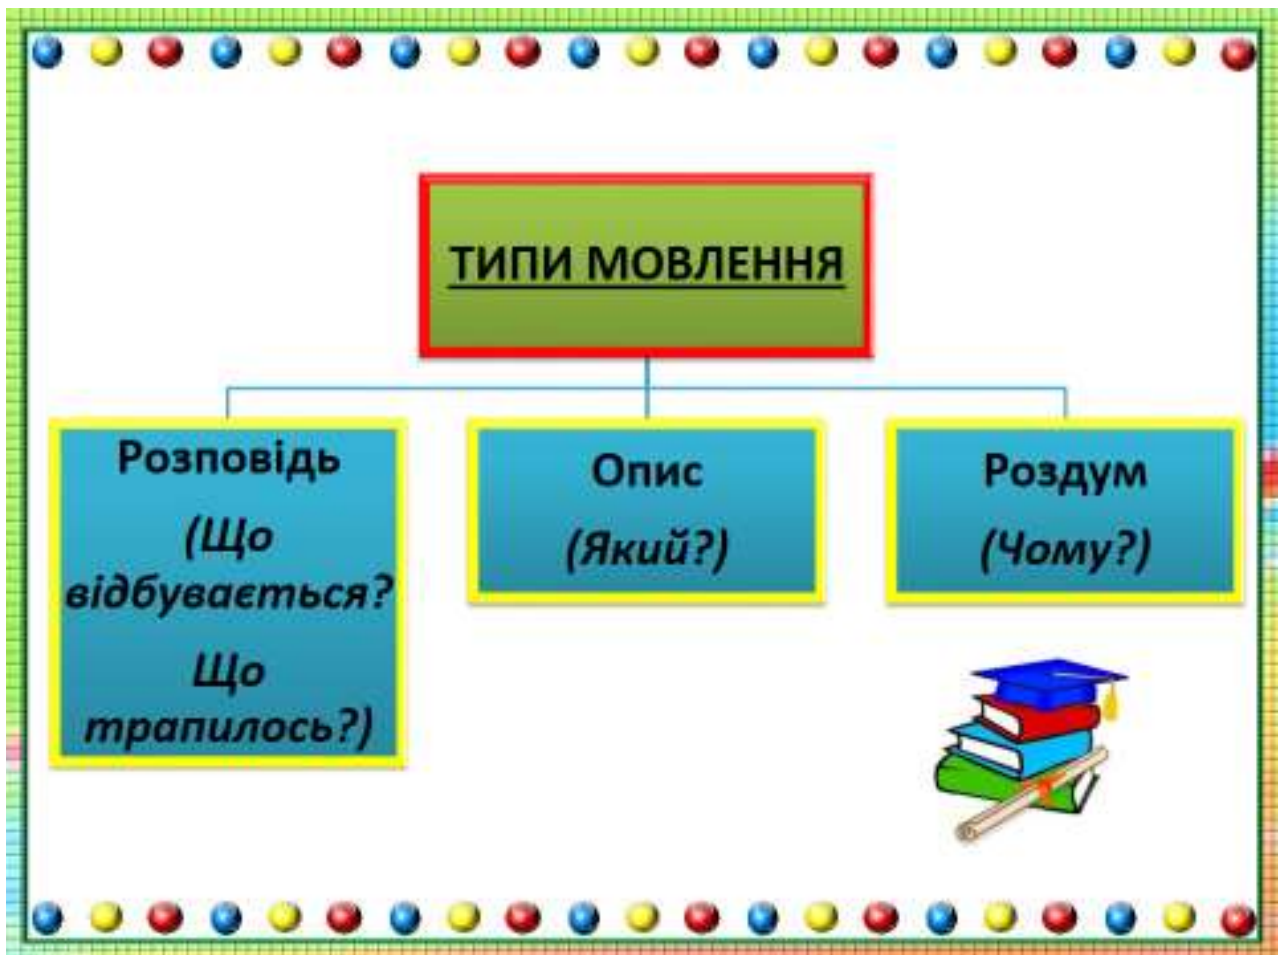 ТИПИ МОВЛЕННЯ
Розповідь
(Що
відбувається?
Що
трапилось?)
Опис
(Який?)
Роздум
(Чому?)